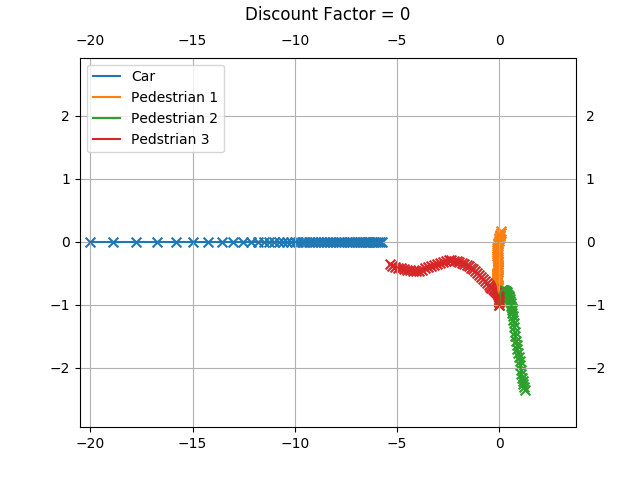 Discount Factor = 0
−20 −15 −10 −5 0
Car
Pedestrian 1
Pedestrian 2
Pedstrian 3
2 2
1 1
0 0
−1 −1
−2 −2
−20 −15 −10 −5 0